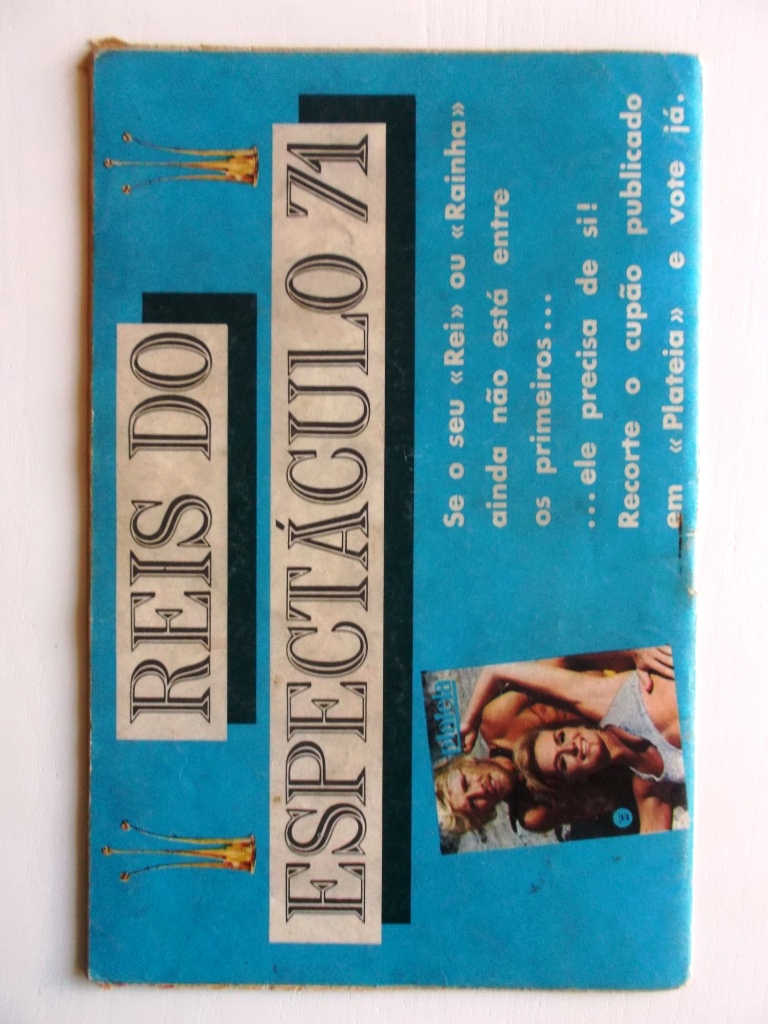 REIS DO
ESPECTÁCULO 71
Se o seu «Rei» ou «Rainha»
ainda não está entre
os primeiros...
...ele precisa de si!
Recorte o cupão publicado
em «Plateia» e vote já.
plateia